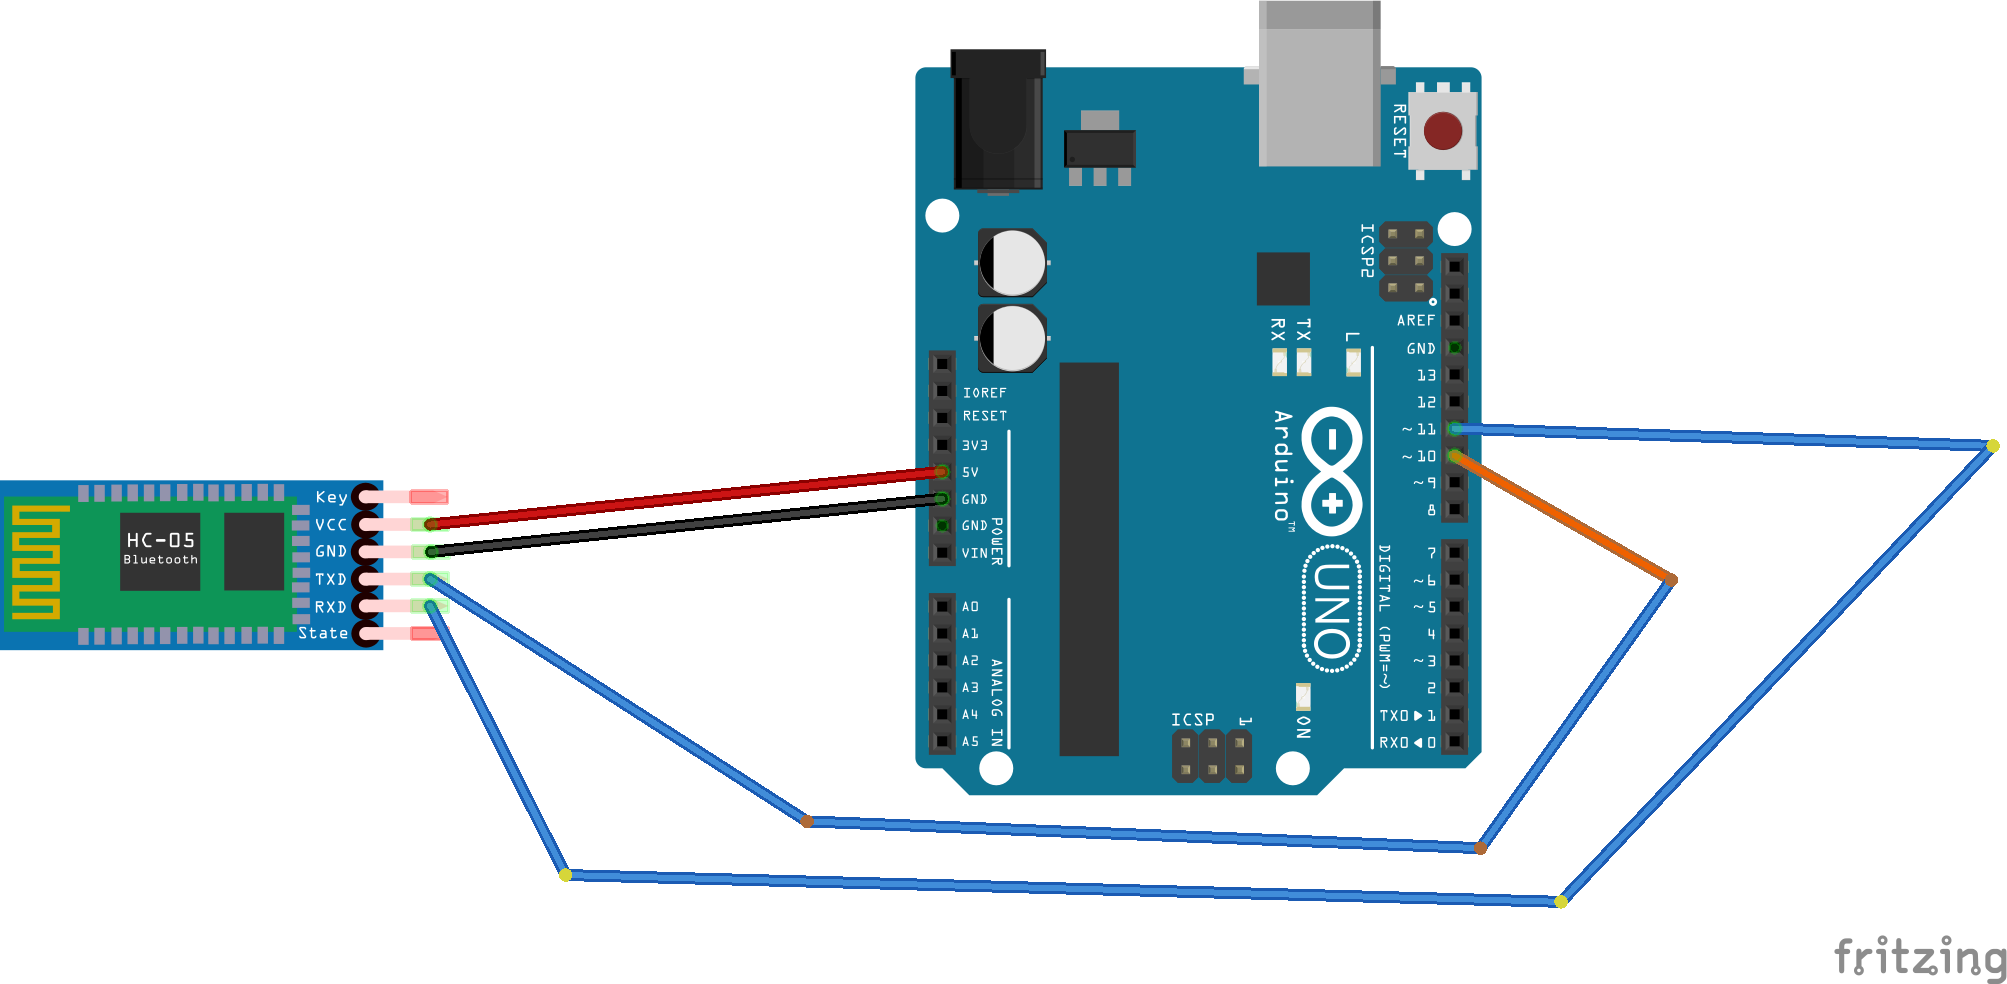 HC-05
Bluetooth
Key
VCC
GND
TXD
RXD
State
IOREF
RESET
3V3
5V
GND
GND
VIN
POWER
A0
A1
A2
A3
A4
A5
ANALOG IN
RESET
ICSP2
RX
TX
L
AREF
GND
13
12
~11
~10
~9
8
7
~6
~5
4
~3
2
TX0▶1
RX0◀0
DIGITAL (PWM=~)
Arduino™
UNO
ON
ICSP
1
fritzing